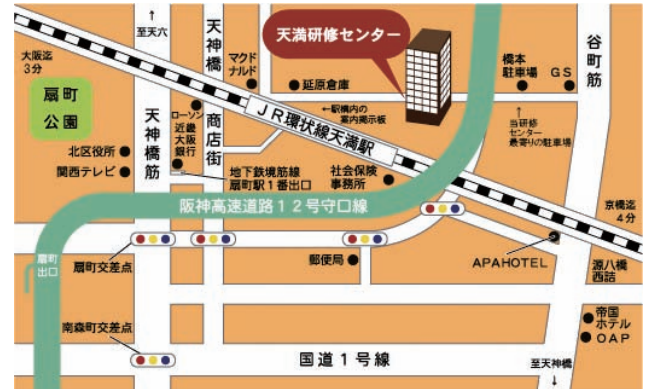 ↑
至天六
天神橋
天満研修センター
谷町筋
大阪迄
3分
マクド
ナルド
延原倉庫
橋本
駐車場
GS
扇町
公園
天神橋筋
ローソン
近畿
大阪
銀行
商店街
JR環状線天満駅
←駅構内の
案内掲示板
↑
当研修
センター
最寄りの駐車場
北区役所
関西テレビ
地下鉄境筋線
扇町駅1番出口
社会保険
事務所
阪神高速道路12号守口線
京橋迄
4分
扇町
出口
扇町交差点
郵便局
APAHOTEL
源八橋
西詰
南森町交差点
帝国
ホテル
OAP
国道1号線
至天神橋
↓